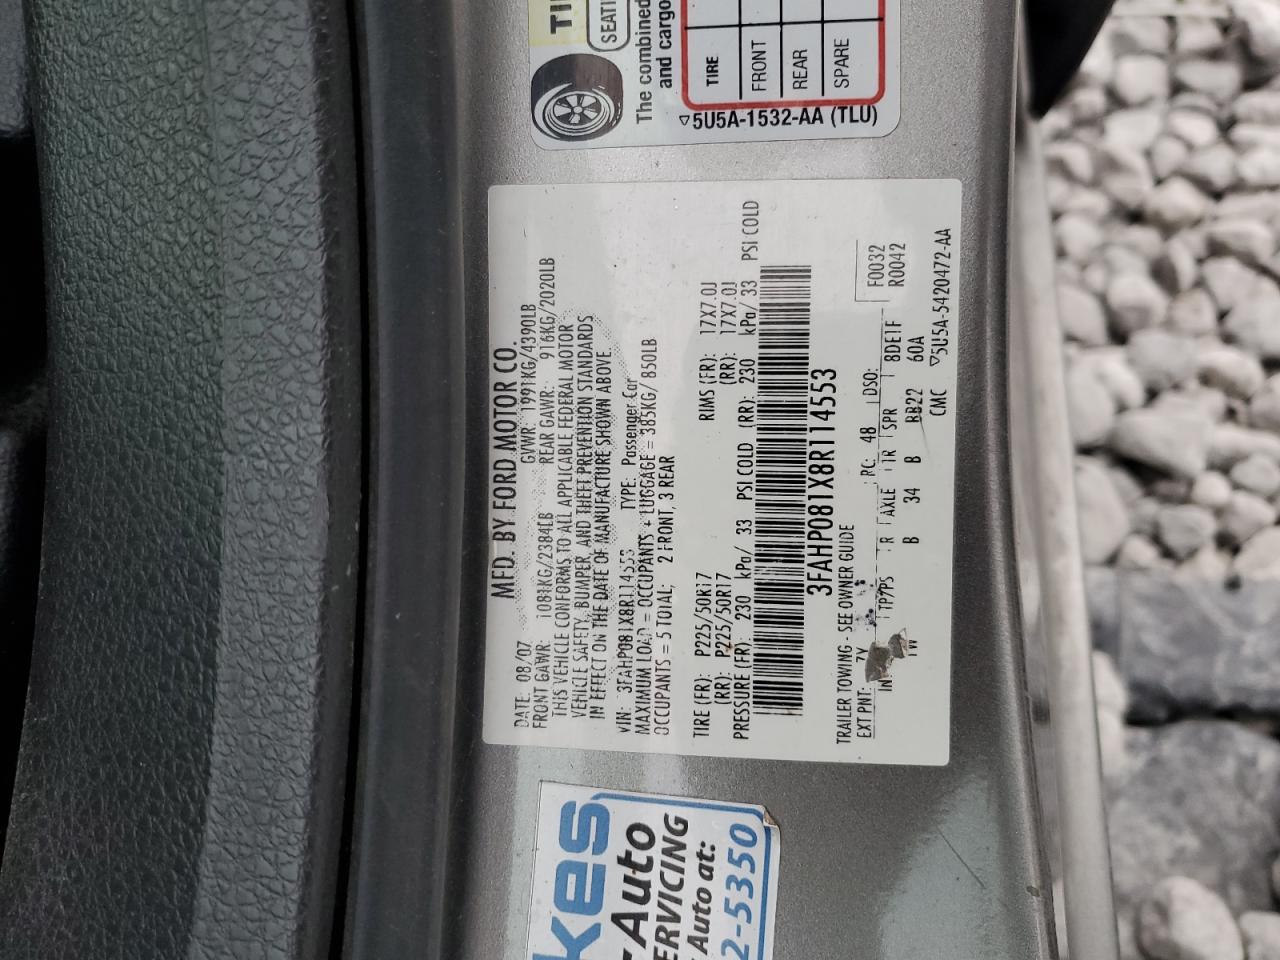 TI
SEATI
The combined
and cargo
TIRE
FRONT
REAR
SPARE
5U5A-1532-AA (TLU)
MFD. BY FORD MOTOR CO.
DATE: 08/07 GVWR: 1991KG/4390LB
FRONT GAWR: 1081KG/2384LB REAR GAWR: 916KG/2020LB
THIS VEHICLE CONFORMS TO ALL APPLICABLE FEDERAL MOTOR
VEHICLE SAFETY, BUMPER, AND THEFT PREVENTION STANDARDS
IN EFFECT ON THE DATE OF MANUFACTURE SHOWN ABOVE.
VIN: 3FAHP081X8R114553 TYPE: Passenger Car
MAXIMUM LOAD = OCCUPANTS + LUGGAGE = 385KG/ 850LB
OCCUPANTS = 5 TOTAL; 2 FRONT, 3 REAR
TIRE (FR): P225/50R17 RIMS (FR): 17X7.0J
(RR): P225/50R17 (RR): 17X7.0J
PRESSURE (FR): 230 kPa/ 33 PSI COLD (RR): 230 kPa/ 33 PSI COLD
3FAHP081X8R114553
TRAILER TOWING - SEE OWNER GUIDE
F0032
R0042
EXT PNT: 7Y RC: 48 DSO:
IN TP/PS R AXLE TR SPR 8DE1F
TW B 34 B BB22 60A
CMC 5U5A-5420472-AA
kes
Auto
ERVICING
Auto at:
2-5350